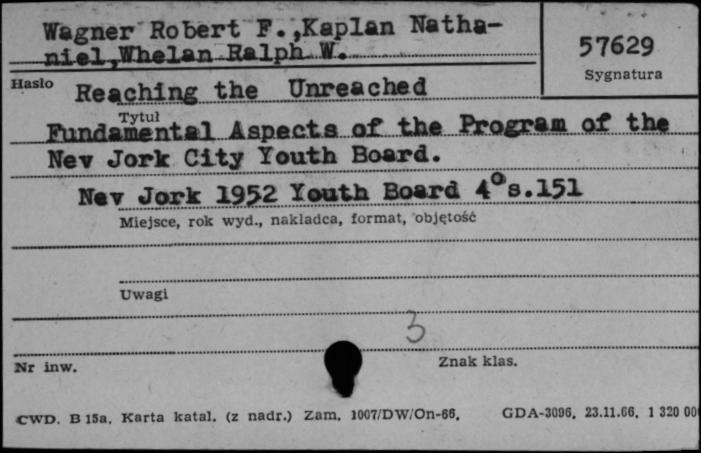 Wagner Robert F.,Kaplan Natha-
niel,Whelan Ralph W.
57629
Sygnatura
Hasło
Reaching the Unreached
Tytuł
Fundamental Aspects of the Program of the
Nev Jork City Youth Board.
Nev Jork 1952 Youth Board 4° s.151
Miejsce, rok wyd., nakładca, format, objętość
Uwagi
3
Nr inw.
Znak klas.
CWD. B 15a. Karta katal. (z nadr.) Zam. 1007/DW/On-66. GDA-3096. 23.11.66. 1 320 00